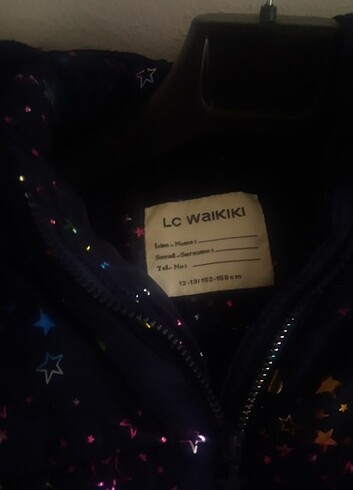 LC WAIKIKI
İsim-Name:
Soyad-Surname:
Tel-No:
12-13/152-158 cm